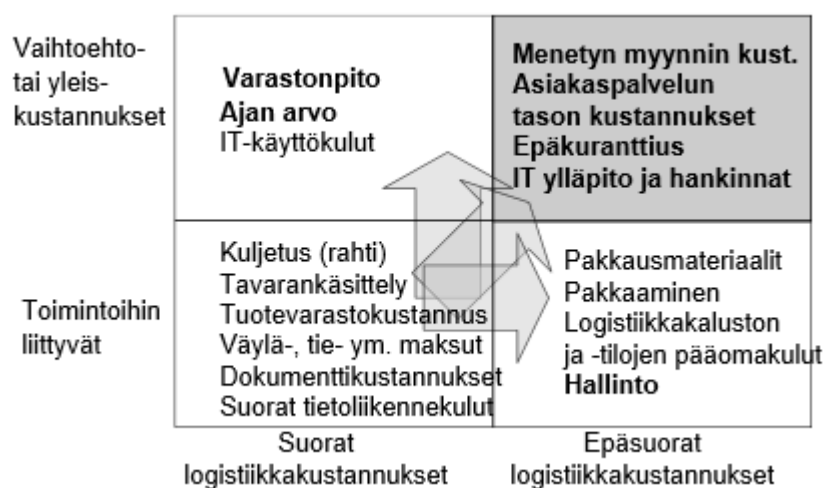 Vaihtoehto-
tai yleis-
kustannukset
Varastonpito
Ajan arvo
IT-käyttökulut
Menetyn myynnin kust.
Asiakaspalvelun
tason kustannukset
Epäkuranttius
IT ylläpito ja hankinnat
Toimintoihin
liittyvät
Kuljetus (rahti)
Tavarankäsittely
Tuotevarastokustannus
Väylä-, tie- ym. maksut
Dokumenttikustannukset
Suorat tietoliikennekulut
Pakkausmateriaalit
Pakkaaminen
Logistiikkakaluston
ja -tilojen pääomakulut
Hallinto
Suorat
logistiikkakustannukset
Epäsuorat
logistiikkakustannukset